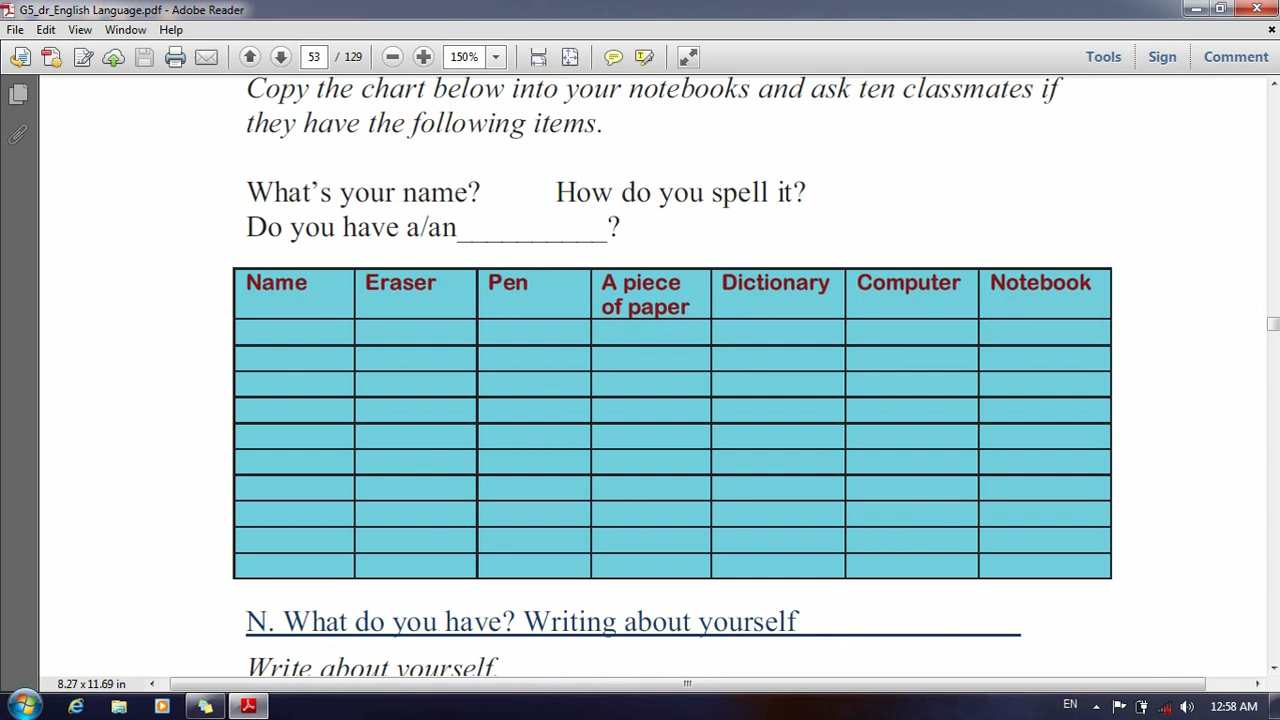 G5_dr_English Language.pdf - Adobe Reader
File Edit View Window Help
53 / 129 150% Tools Sign Comment
Copy the chart below into your notebooks and ask ten classmates if
they have the following items.
What's your name? How do you spell it?
Do you have a/an__________?
Name Eraser Pen A piece of paper Dictionary Computer Notebook
N. What do you have? Writing about yourself
Write about yourself.
8.27 x 11.69 in
EN 12:58 AM